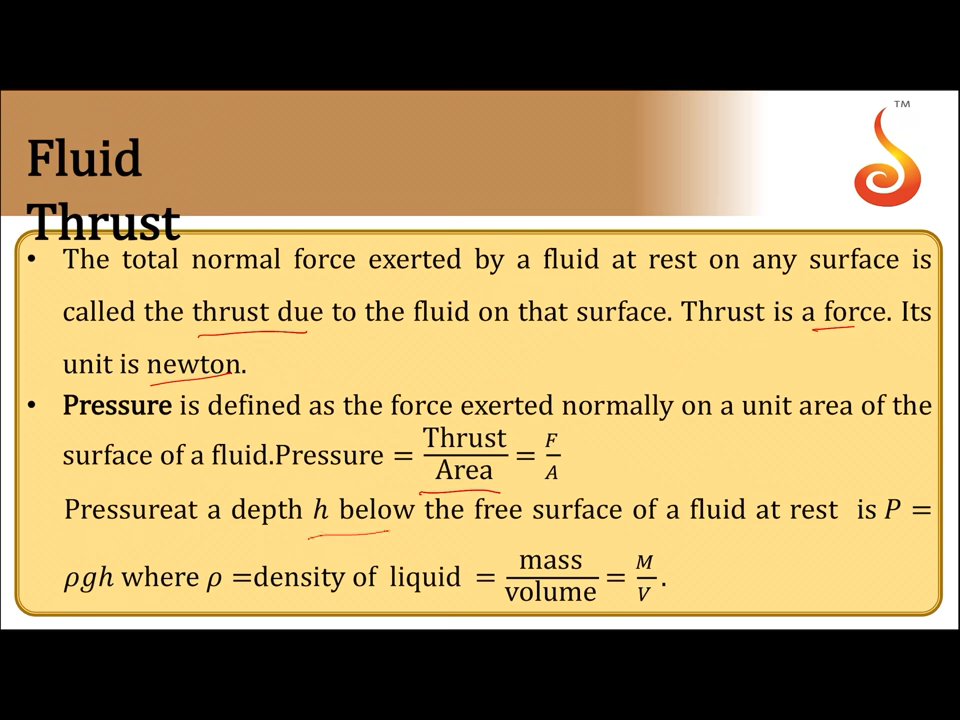 TM
Fluid
Thrust
• The total normal force exerted by a fluid at rest on any surface is
called the thrust due to the fluid on that surface. Thrust is a force. Its
unit is newton.
• Pressure is defined as the force exerted normally on a unit area of the
surface of a fluid.Pressure = Thrust/Area = F/A
Pressureat a depth h below the free surface of a fluid at rest is P =
ρgh where ρ =density of liquid = mass/volume = M/V .